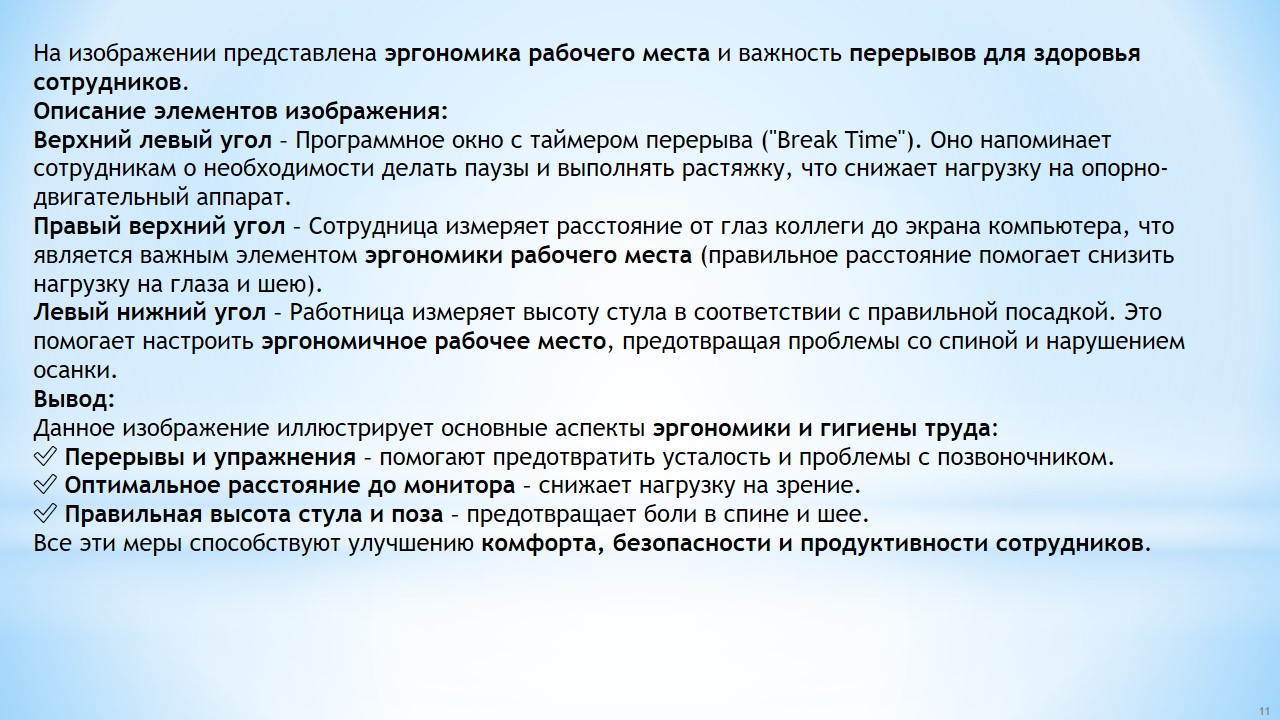 На изображении представлена эргономика рабочего места и важность перерывов для здоровья
сотрудников.
Описание элементов изображения:
Верхний левый угол – Программное окно с таймером перерыва ("Break Time"). Оно напоминает
сотрудникам о необходимости делать паузы и выполнять растяжку, что снижает нагрузку на опорно-
двигательный аппарат.
Правый верхний угол – Сотрудница измеряет расстояние от глаз коллеги до экрана компьютера, что
является важным элементом эргономики рабочего места (правильное расстояние помогает снизить
нагрузку на глаза и шею).
Левый нижний угол – Работница измеряет высоту стула в соответствии с правильной посадкой. Это
помогает настроить эргономичное рабочее место, предотвращая проблемы со спиной и нарушением
осанки.
Вывод:
Данное изображение иллюстрирует основные аспекты эргономики и гигиены труда:
✅ Перерывы и упражнения – помогают предотвратить усталость и проблемы с позвоночником.
✅ Оптимальное расстояние до монитора – снижает нагрузку на зрение.
✅ Правильная высота стула и поза – предотвращает боли в спине и шее.
Все эти меры способствуют улучшению комфорта, безопасности и продуктивности сотрудников.
11